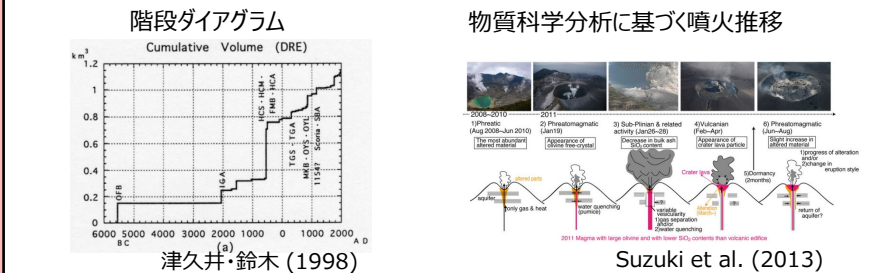 階段ダイアグラム
Cumulative Volume (DRE)
km³
1.2
1
0.8
0.6
0.4
0.2
0
OFB
IGA
HCS - HCM -
FMB - HCA
TGS - TGA
MKB - OYS - OYL
1154?
Scoria - SBA
6000 5000 4000 3000 2000 1000 0 1000 2000
BC
(a)
AD
津久井・鈴木 (1998)
物質科学分析に基づく噴火推移
2008~2010
2011
1)Phreatic
(Aug 2008~Jun 2010)
The most abundant
altered material
2) Phreatomagmatic
(Jan19)
Appearance of
olivine free-crystal
3) Sub-Plinian & related
activity (Jan26~28)
Decrease in bulk ash
SiO2 content
4)Vulcanian
(Feb~Apr)
Appearance of
crater lava particle
6) Phreatomagmatic
(Jun~Aug)
Slight increase in
altered material
1)progress of alteration
and/or
2)change in
eruption style
5)Dormancy
(2months)
altered parts
aquifer
only gas & heat
water quenching
(pumice)
Crater lava
variable
vesicularity
1)gas separation
and/or
2)water quenching
Alteration
(March~)
return of
aquifer?
2011 Magma with large olivine and with lower SiO2 contents than volcanic edifice
Suzuki et al. (2013)